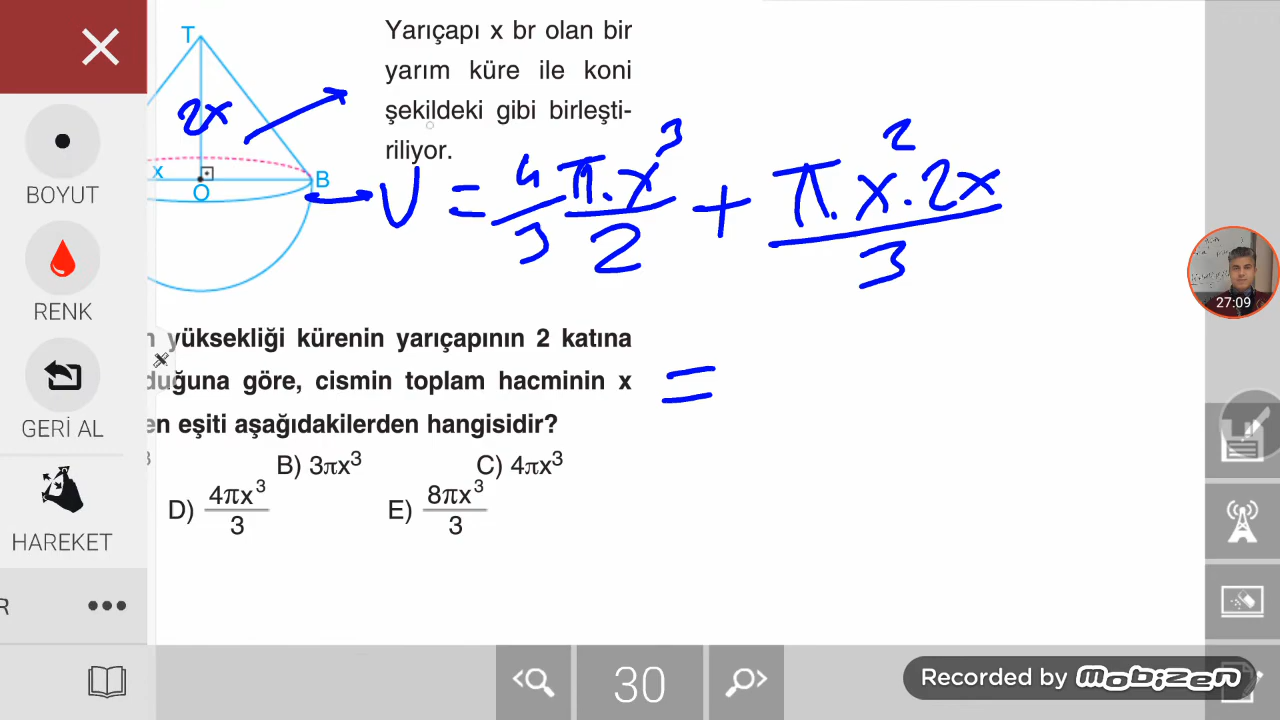 BOYUT
RENK
GERİ AL
HAREKET
T
2x
x
O
B
Yarıçapı x br olan bir
yarım küre ile koni
şekildeki gibi birleşti-
riliyor.
V = 4/3 π.x³/2 + π.x².2x/3
yüksekliği kürenin yarıçapının 2 katına
duğuna göre, cismin toplam hacminin x
en eşiti aşağıdakilerden hangisidir?
=
B) 3πx³
C) 4πx³
D) 4πx³/3
E) 8πx³/3
27:09
30
Recorded by mobizen